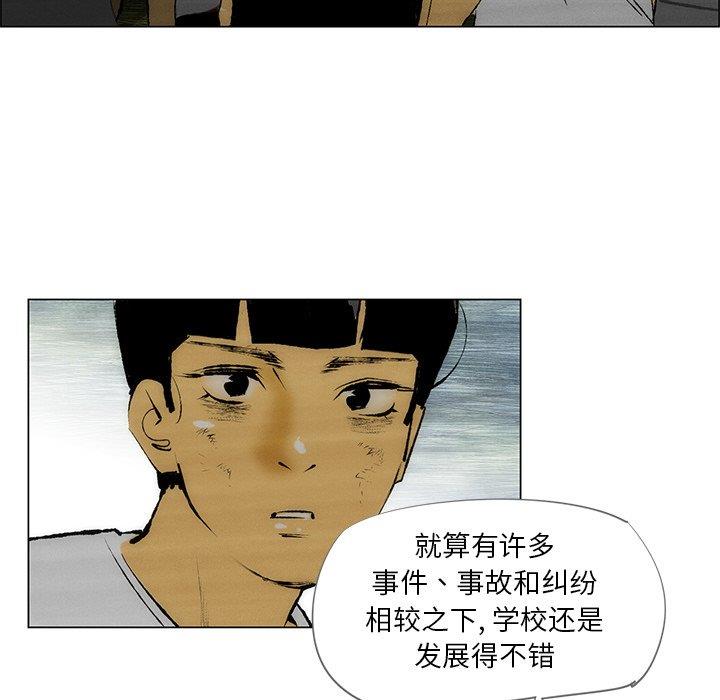 就算有许多
事件、事故和纠纷
相较之下, 学校还是
发展得不错